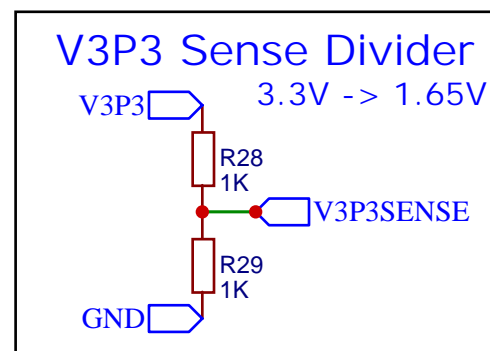 V3P3 Sense Divider
3.3V -> 1.65V
V3P3
R28
1K
V3P3SENSE
R29
1K
GND